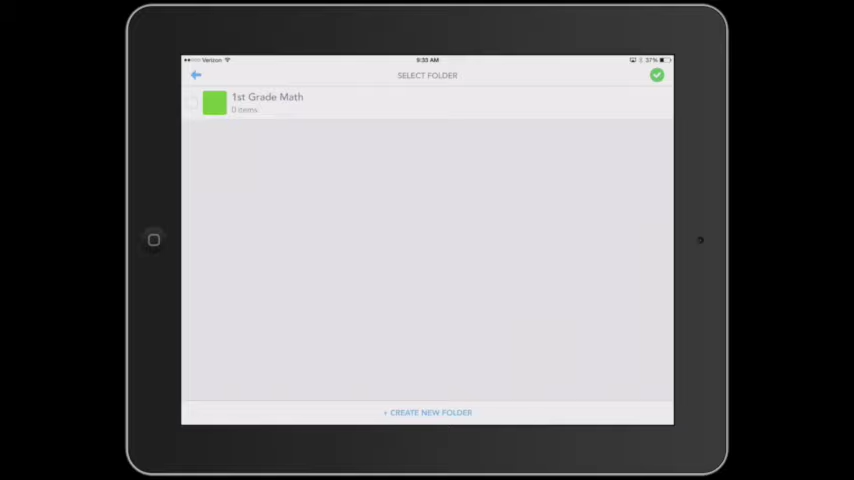 Verizon
9:33 AM
37%
SELECT FOLDER
1st Grade Math
0 items
+ CREATE NEW FOLDER